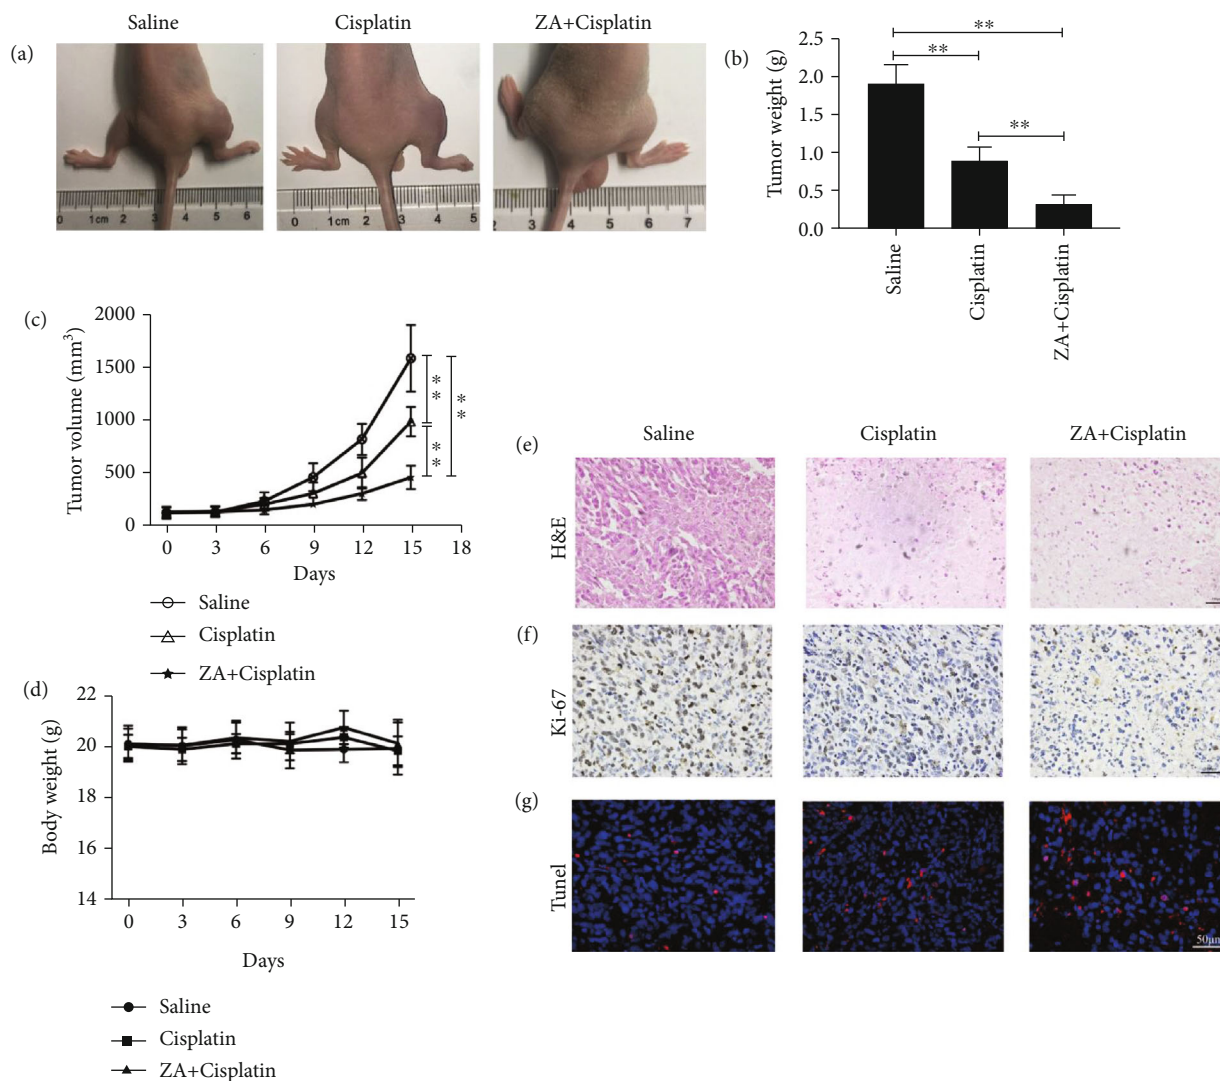 Saline Cisplatin ZA+Cisplatin
(a)
0 1cm 2 3 4 5 6
0 1cm 2 3 4 5
2 3 4 5 6 7
(b)
Tumor weight (g)
2.5
2.0
1.5
1.0
0.5
0.0
**
**
**
Saline
Cisplatin
ZA+Cisplatin
(c)
Tumor volume (mm³)
2000
1500
1000
500
0
**
**
**
0 3 6 9 12 15 18
Days
Saline
Cisplatin
ZA+Cisplatin
(d)
Body weight (g)
22
20
18
16
14
0 3 6 9 12 15
Days
Saline
Cisplatin
ZA+Cisplatin
(e)
Saline Cisplatin ZA+Cisplatin
H&E
(f)
Ki-67
(g)
Tunel
50μm